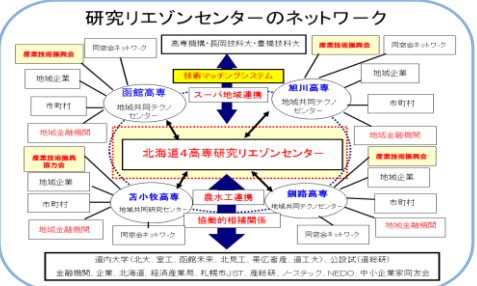 研究リエゾンセンターのネットワーク
高専機構・長岡技科大・豊橋技科大
産業技術振興会
同窓会ネットワーク
地域企業
市町村
地域金融機関
函館高専
地域共同テクノ
センター
技術マッチングシステム
スーパ地域連携
同窓会ネットワーク
産業技術振興会
地域企業
市町村
地域金融機関
旭川高専
地域共同テクノ
センター
北海道4高専研究リエゾンセンター
産業技術振興
協力会
地域企業
市町村
地域金融機関
苫小牧高専
地域共同研究センター
同窓会ネットワーク
農水工連携
協働的相補関係
釧路高専
地域共同テクノセンター
産業技術振興会
地域企業
市町村
地域金融機関
同窓会ネットワーク
道内大学(北大、室工、函館未来、北見工、帯広畜産、道工大)、公設試(道総研)
金融機関、企業、北海道、経済産業局、札幌市JST、産総研、ノーステック、NEDO、中小企業家同友会